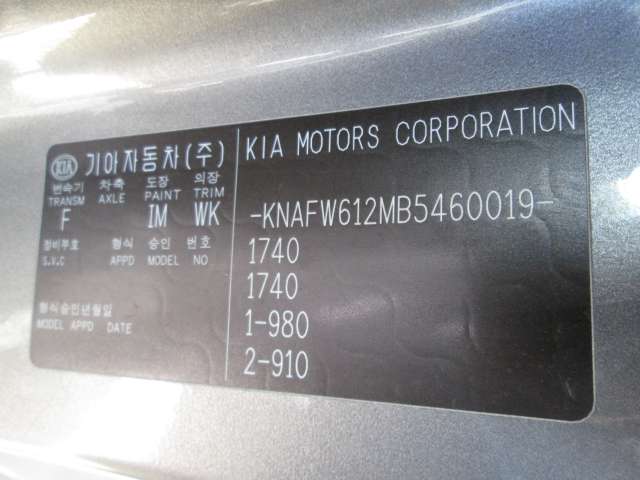 KIA 기아자동차(주)
변속기 차축 도장 의장
TRANSM AXLE PAINT TRIM
F IM WK
정비부호 형식 승인 번호
S.V.C APPD MODEL NO
형식승인년월일
MODEL APPD DATE
KIA MOTORS CORPORATION
-KNAFW612MB5460019-
1740
1740
1-980
2-910